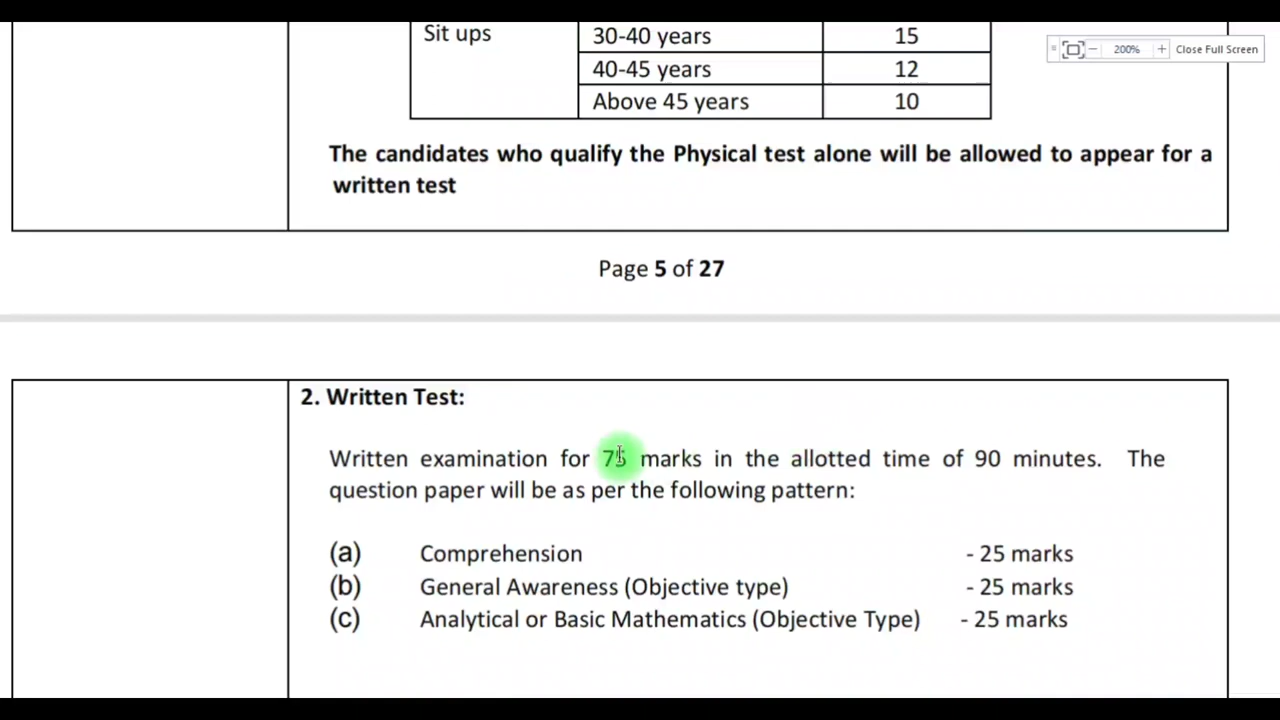 Sit ups 30-40 years 15
40-45 years 12
Above 45 years 10
− 200% + Close Full Screen
The candidates who qualify the Physical test alone will be allowed to appear for a
written test
Page 5 of 27
2. Written Test:
Written examination for 75 marks in the allotted time of 90 minutes. The
question paper will be as per the following pattern:
(a) Comprehension - 25 marks
(b) General Awareness (Objective type) - 25 marks
(c) Analytical or Basic Mathematics (Objective Type) - 25 marks